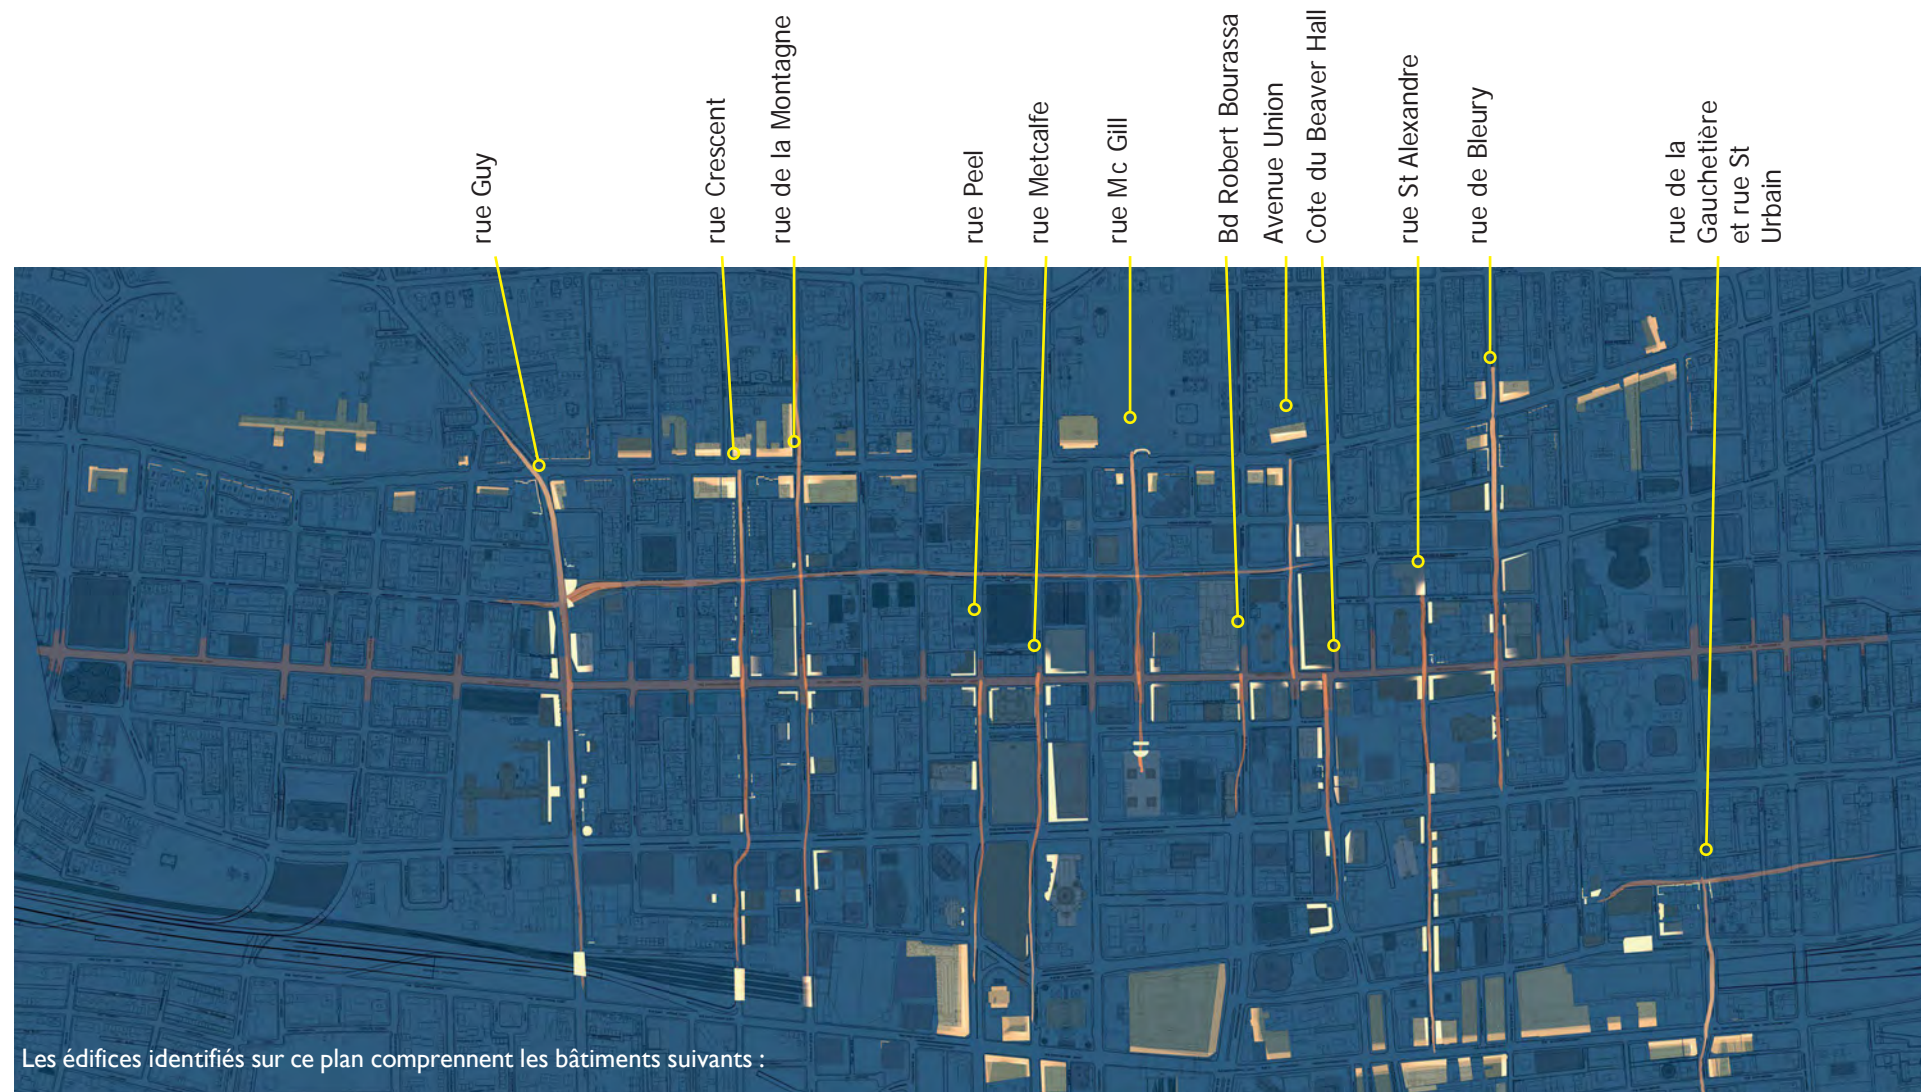 rue Guy
rue Crescent
rue de la Montagne
rue Peel
rue Metcalfe
rue Mc Gill
Bd Robert Bourassa
Avenue Union
Cote du Beaver Hall
rue St Alexandre
rue de Bleury
rue de la
Gauchetière
et rue St
Urbain
Les édifices identifiés sur ce plan comprennent les bâtiments suivants :